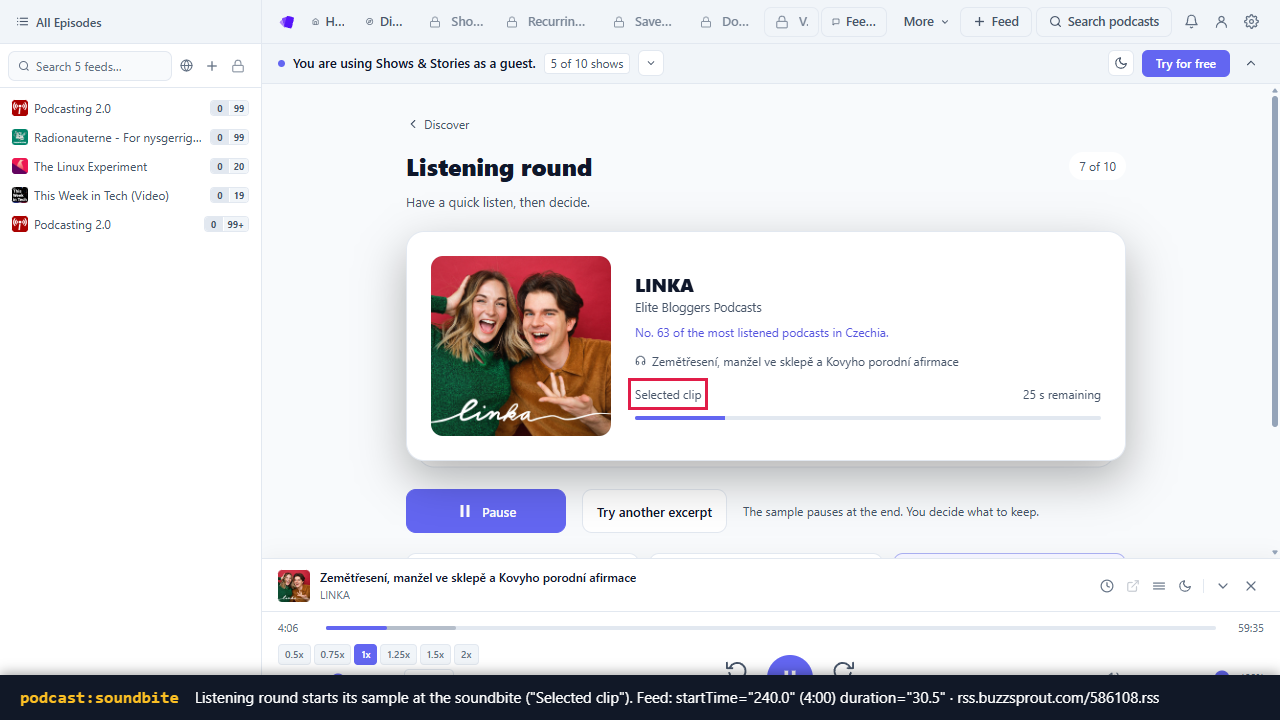 All Episodes
H...
Di...
Sho...
Recurrin...
Save...
Do...
V.
Fee...
More
Feed
Search podcasts
Search 5 feeds...
You are using Shows & Stories as a guest.
5 of 10 shows
Try for free
Podcasting 2.0
0 99
Radionauterne - For nysgerrig...
0 99
The Linux Experiment
0 20
This Week in Tech (Video)
0 19
Podcasting 2.0
0 99+
Discover
Listening round
7 of 10
Have a quick listen, then decide.
linka
LINKA
Elite Bloggers Podcasts
No. 63 of the most listened podcasts in Czechia.
Zemětřesení, manžel ve sklepě a Kovyho porodní afirmace
Selected clip
25 s remaining
Pause
Try another excerpt
The sample pauses at the end. You decide what to keep.
Zemětřesení, manžel ve sklepě a Kovyho porodní afirmace
LINKA
4:06
59:35
0.5x
0.75x
1x
1.25x
1.5x
2x
podcast:soundbite
Listening round starts its sample at the soundbite ("Selected clip"). Feed: startTime="240.0" (4:00) duration="30.5" · rss.buzzsprout.com/586108.rss